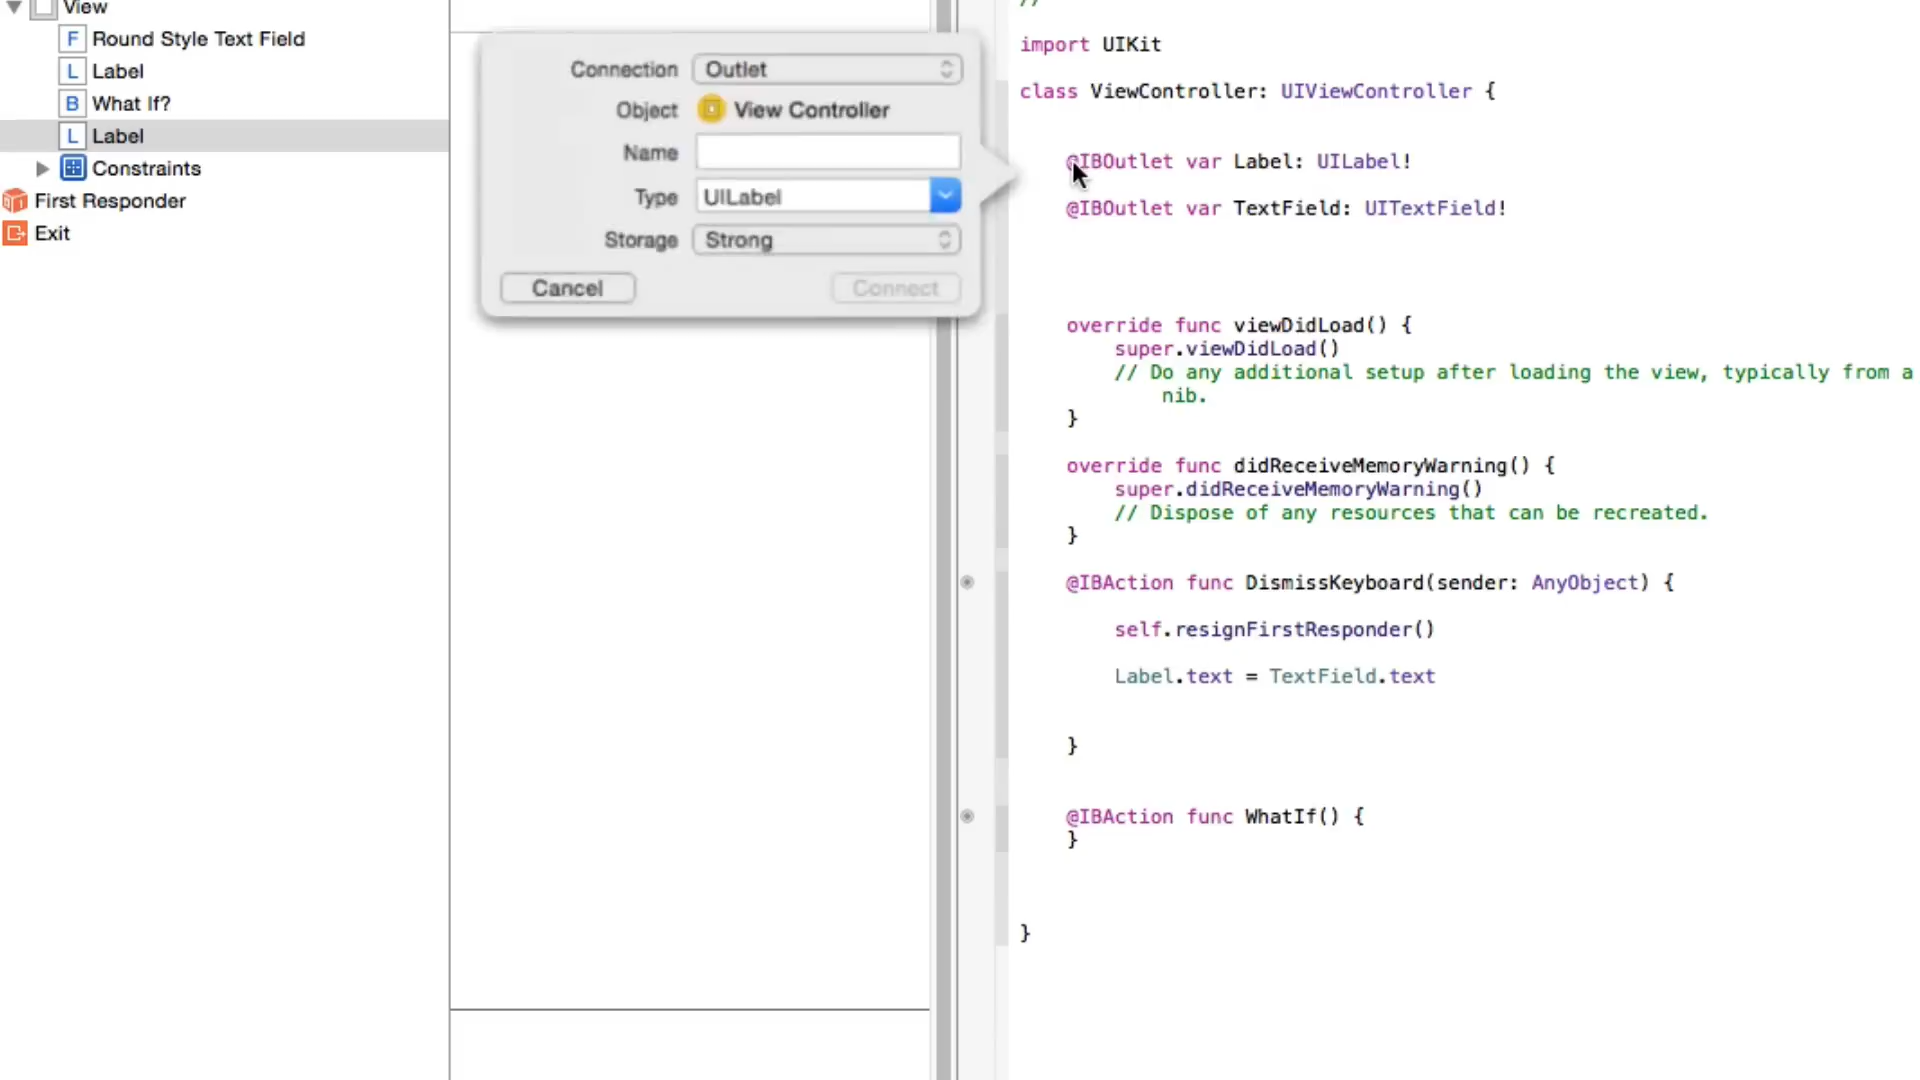 View
F Round Style Text Field
L Label
B What If?
L Label
Constraints
First Responder
Exit
Connection Outlet
Object View Controller
Name
Type UILabel
Storage Strong
Cancel Connect
//
import UIKit
class ViewController: UIViewController {
@IBOutlet var Label: UILabel!
@IBOutlet var TextField: UITextField!
override func viewDidLoad() {
super.viewDidLoad()
// Do any additional setup after loading the view, typically from a
nib.
}
override func didReceiveMemoryWarning() {
super.didReceiveMemoryWarning()
// Dispose of any resources that can be recreated.
}
@IBAction func DismissKeyboard(sender: AnyObject) {
self.resignFirstResponder()
Label.text = TextField.text
}
@IBAction func WhatIf() {
}
}